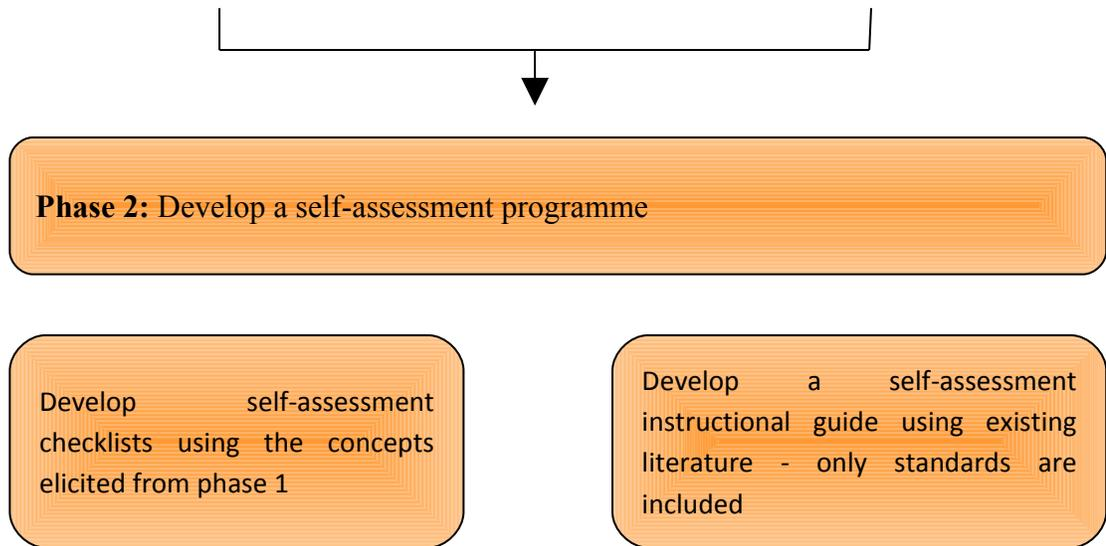 Phase 2: Develop a self-assessment programme
Develop self-assessment
checklists using the concepts
elicited from phase 1
Develop a self-assessment
instructional guide using existing
literature - only standards are
included